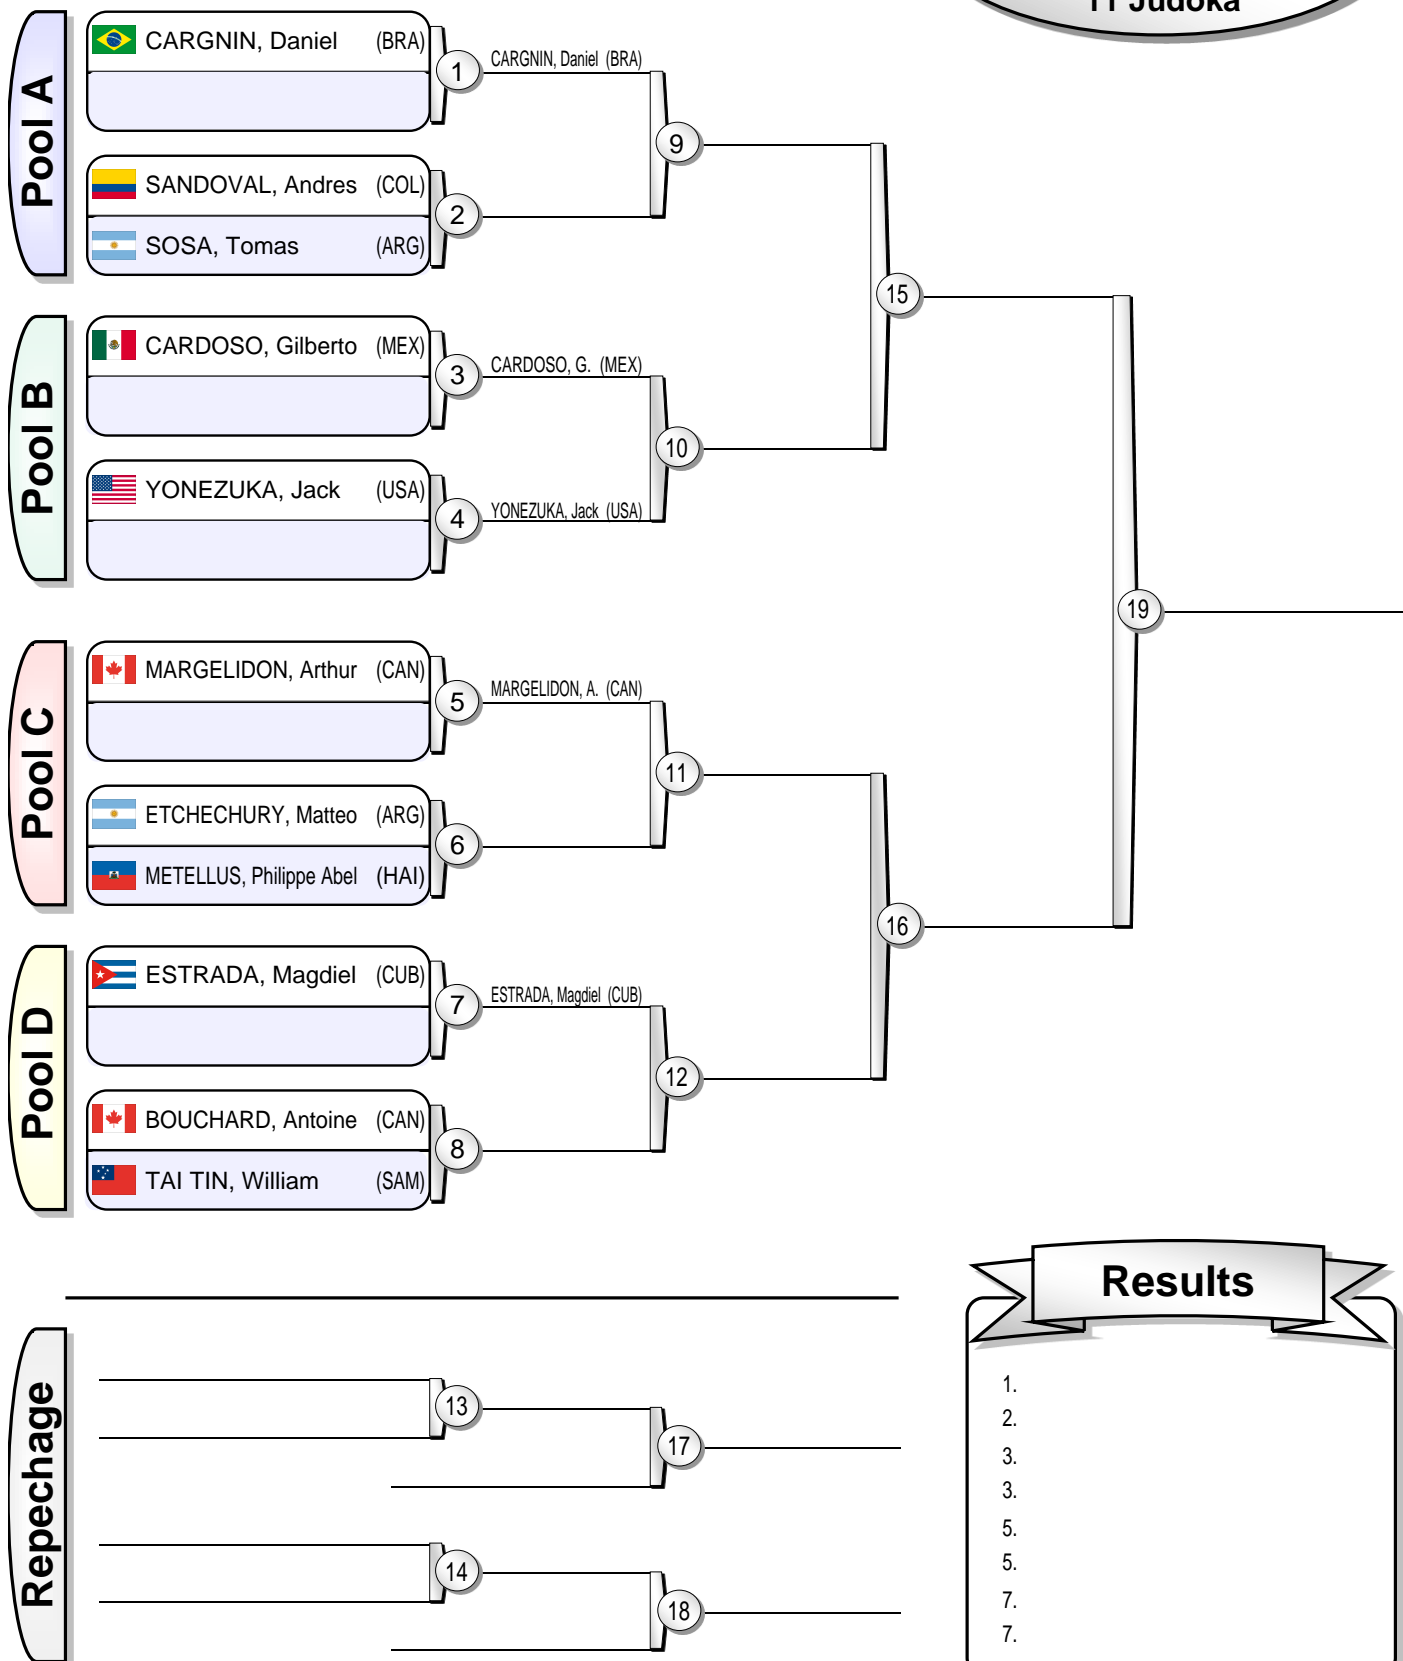 11 Judoka
Pool A
CARGNIN, Daniel (BRA)
1
CARGNIN, Daniel (BRA)
9
SANDOVAL, Andres (COL)
2
SOSA, Tomas (ARG)
15
Pool B
CARDOSO, Gilberto (MEX)
3
CARDOSO, G. (MEX)
10
YONEZUKA, Jack (USA)
4
YONEZUKA, Jack (USA)
19
Pool C
MARGELIDON, Arthur (CAN)
5
MARGELIDON, A. (CAN)
11
ETCHECHURY, Matteo (ARG)
6
METELLUS, Philippe Abel (HAI)
16
Pool D
ESTRADA, Magdiel (CUB)
7
ESTRADA, Magdiel (CUB)
12
BOUCHARD, Antoine (CAN)
8
TAI TIN, William (SAM)
Repechage
13
17
14
18
Results
1.
2.
3.
3.
5.
5.
7.
7.